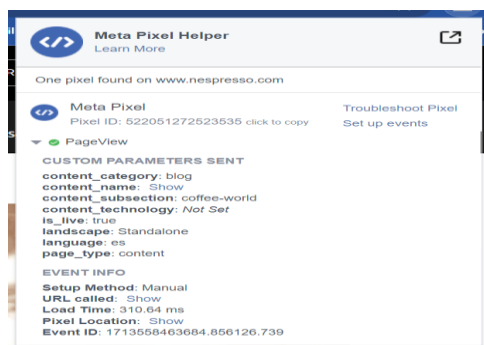 Meta Pixel Helper
Learn More
One pixel found on www.nespresso.com
Meta Pixel
Troubleshoot Pixel
Pixel ID: 522051272523535 click to copy
Set up events
PageView
CUSTOM PARAMETERS SENT
content_category: blog
content_name: Show
content_subsection: coffee-world
content_technology: Not Set
is_live: true
landscape: Standalone
language: es
page_type: content
EVENT INFO
Setup Method: Manual
URL called: Show
Load Time: 310.64 ms
Pixel Location: Show
Event ID: 1713558463684.856126.739